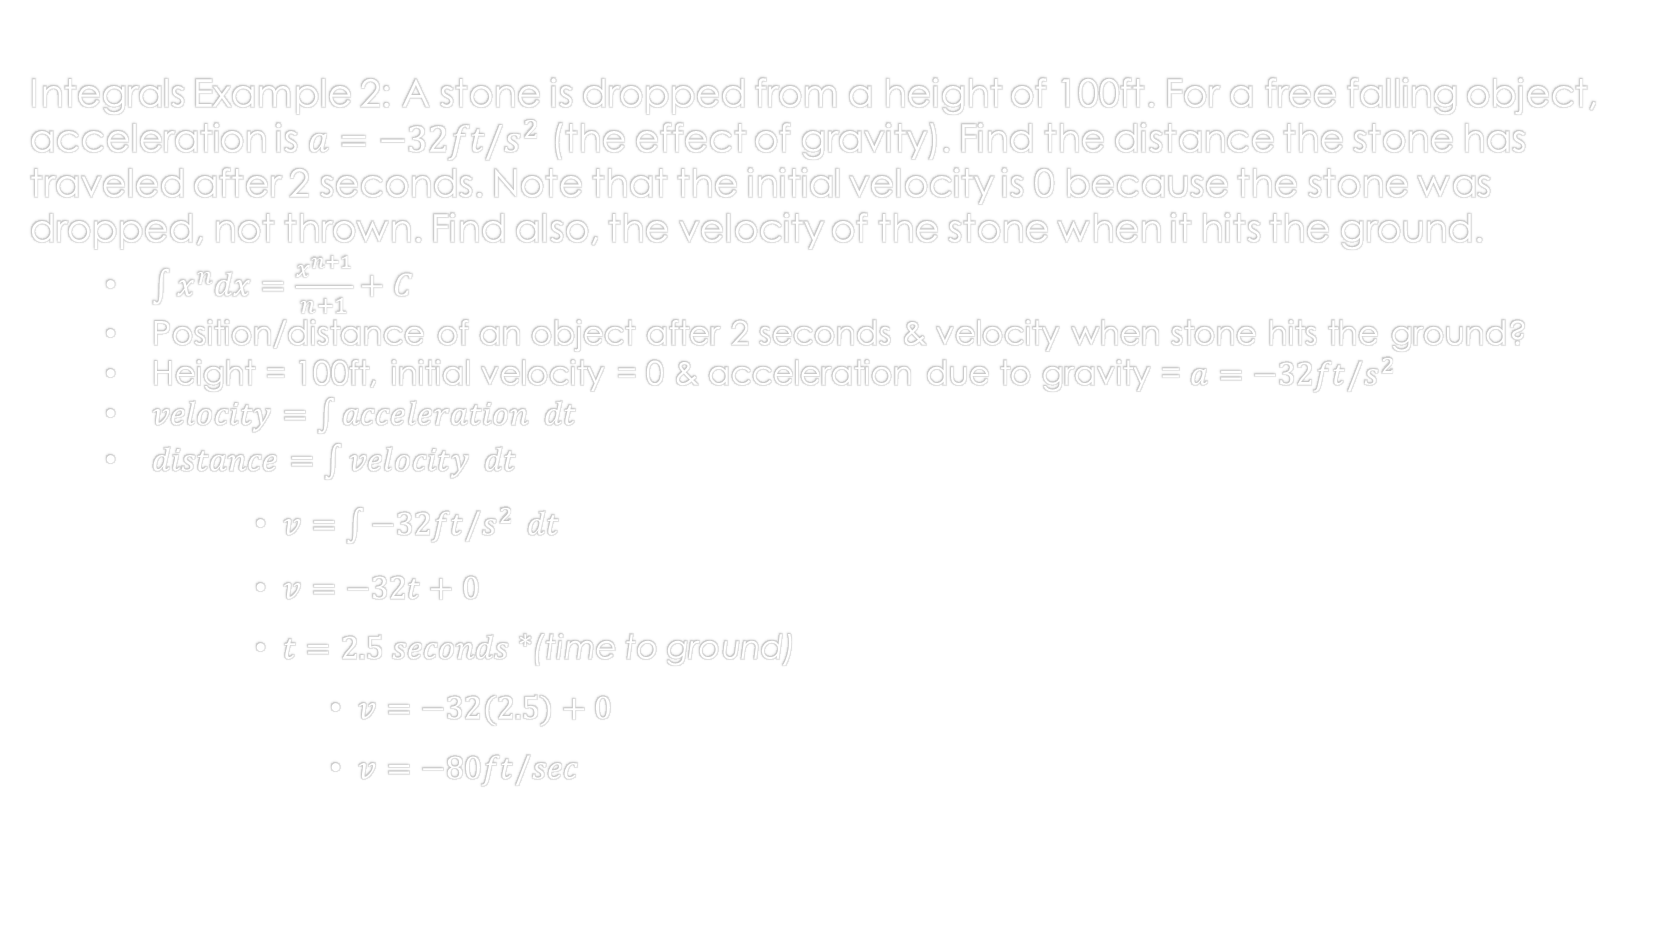 Integrals Example 2: A stone is dropped from a height of 100ft. For a free falling object,
acceleration is a = −32ft/s² (the effect of gravity). Find the distance the stone has
traveled after 2 seconds. Note that the initial velocity is 0 because the stone was
dropped, not thrown. Find also, the velocity of the stone when it hits the ground.
• ∫ xⁿdx = xⁿ⁺¹/n+1 + C
• Position/distance of an object after 2 seconds & velocity when stone hits the ground?
• Height = 100ft, initial velocity = 0 & acceleration due to gravity = a = −32ft/s²
• velocity = ∫ acceleration dt
• distance = ∫ velocity dt
• v = ∫ −32ft/s² dt
• v = −32t + 0
• t = 2.5 seconds *(time to ground)
• v = −32(2.5) + 0
• v = −80ft/sec